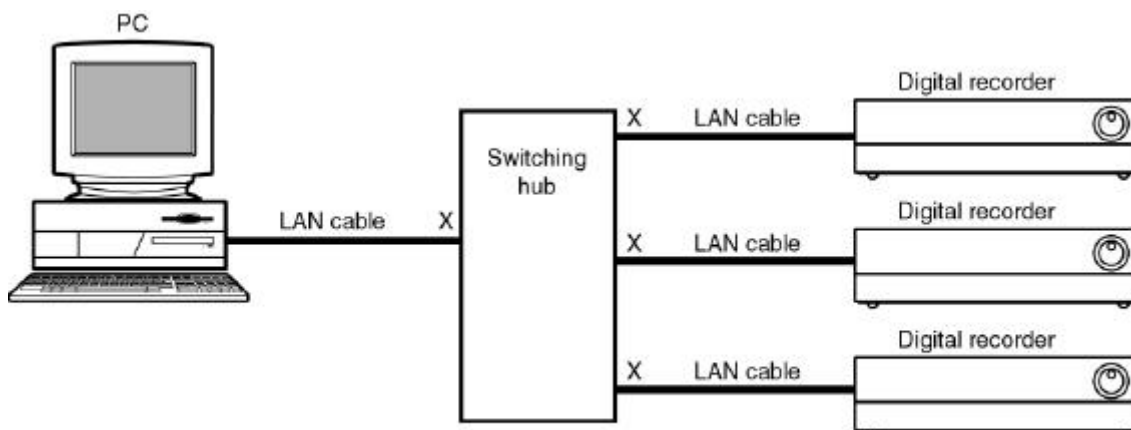 PC
Digital recorder
X LAN cable
Switching
hub
Digital recorder
LAN cable X
X LAN cable
Digital recorder
X LAN cable